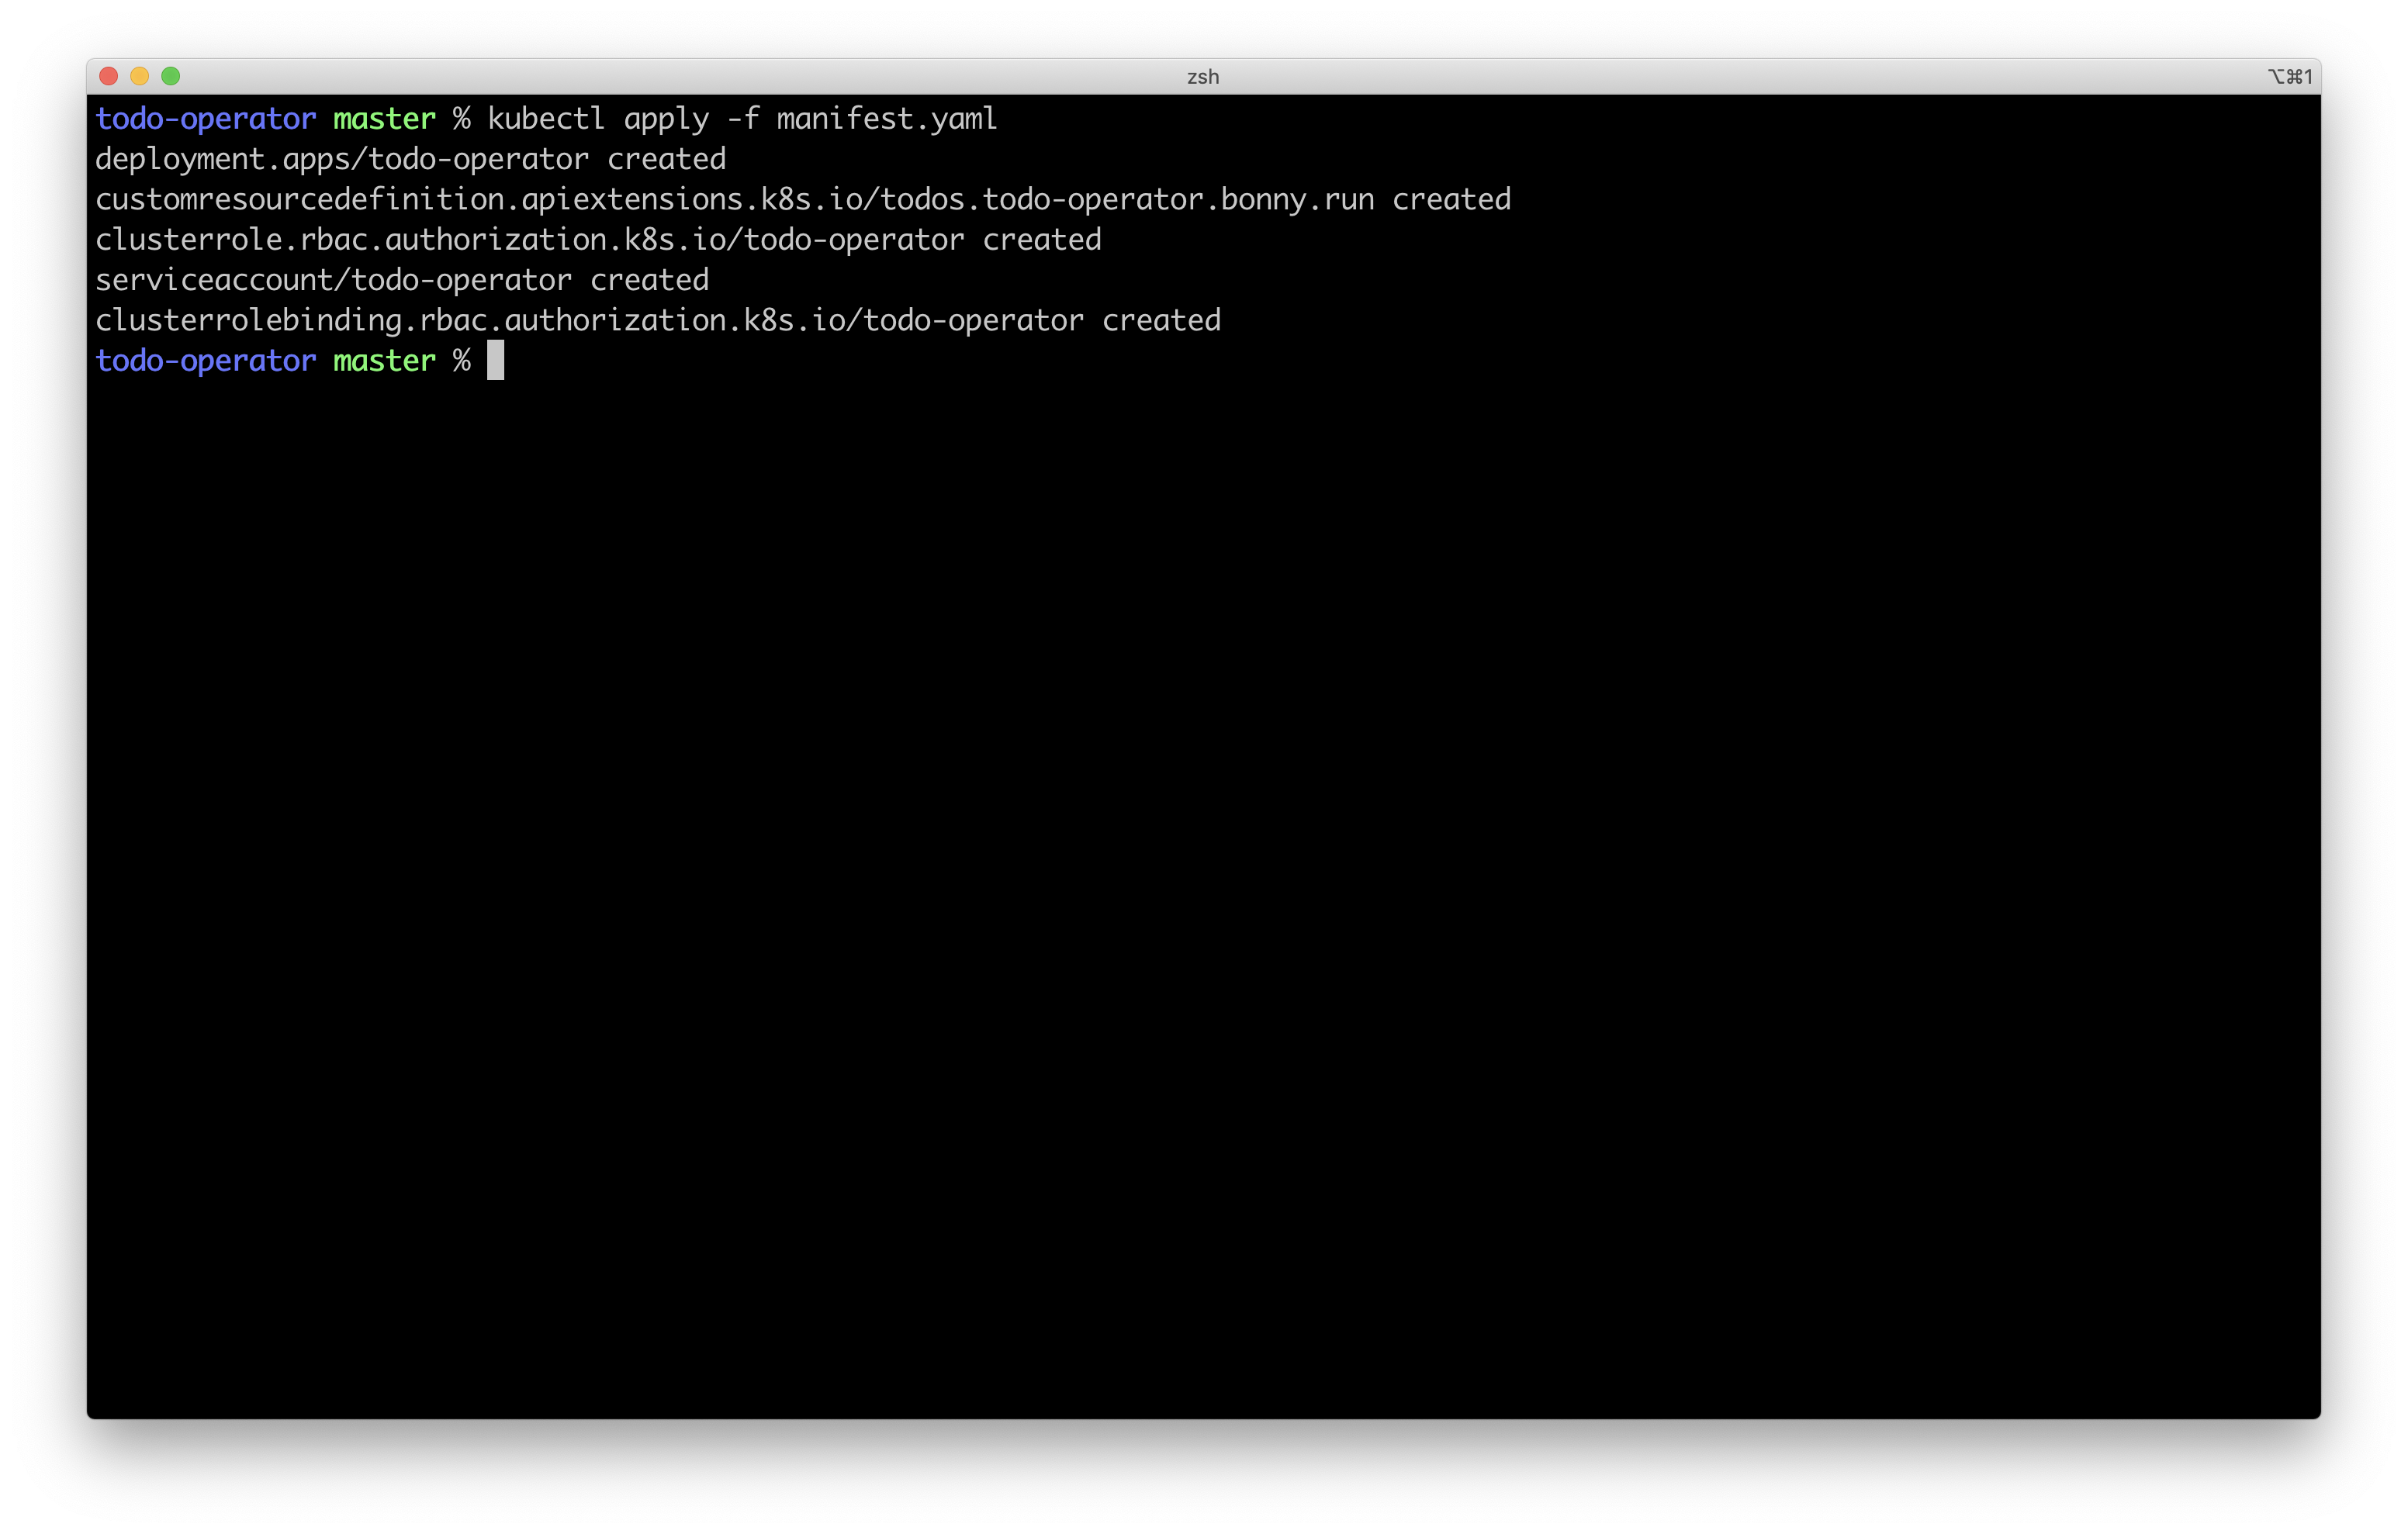 zsh
⌥⌘1
todo-operator master % kubectl apply -f manifest.yaml
deployment.apps/todo-operator created
customresourcedefinition.apiextensions.k8s.io/todos.todo-operator.bonny.run created
clusterrole.rbac.authorization.k8s.io/todo-operator created
serviceaccount/todo-operator created
clusterrolebinding.rbac.authorization.k8s.io/todo-operator created
todo-operator master %